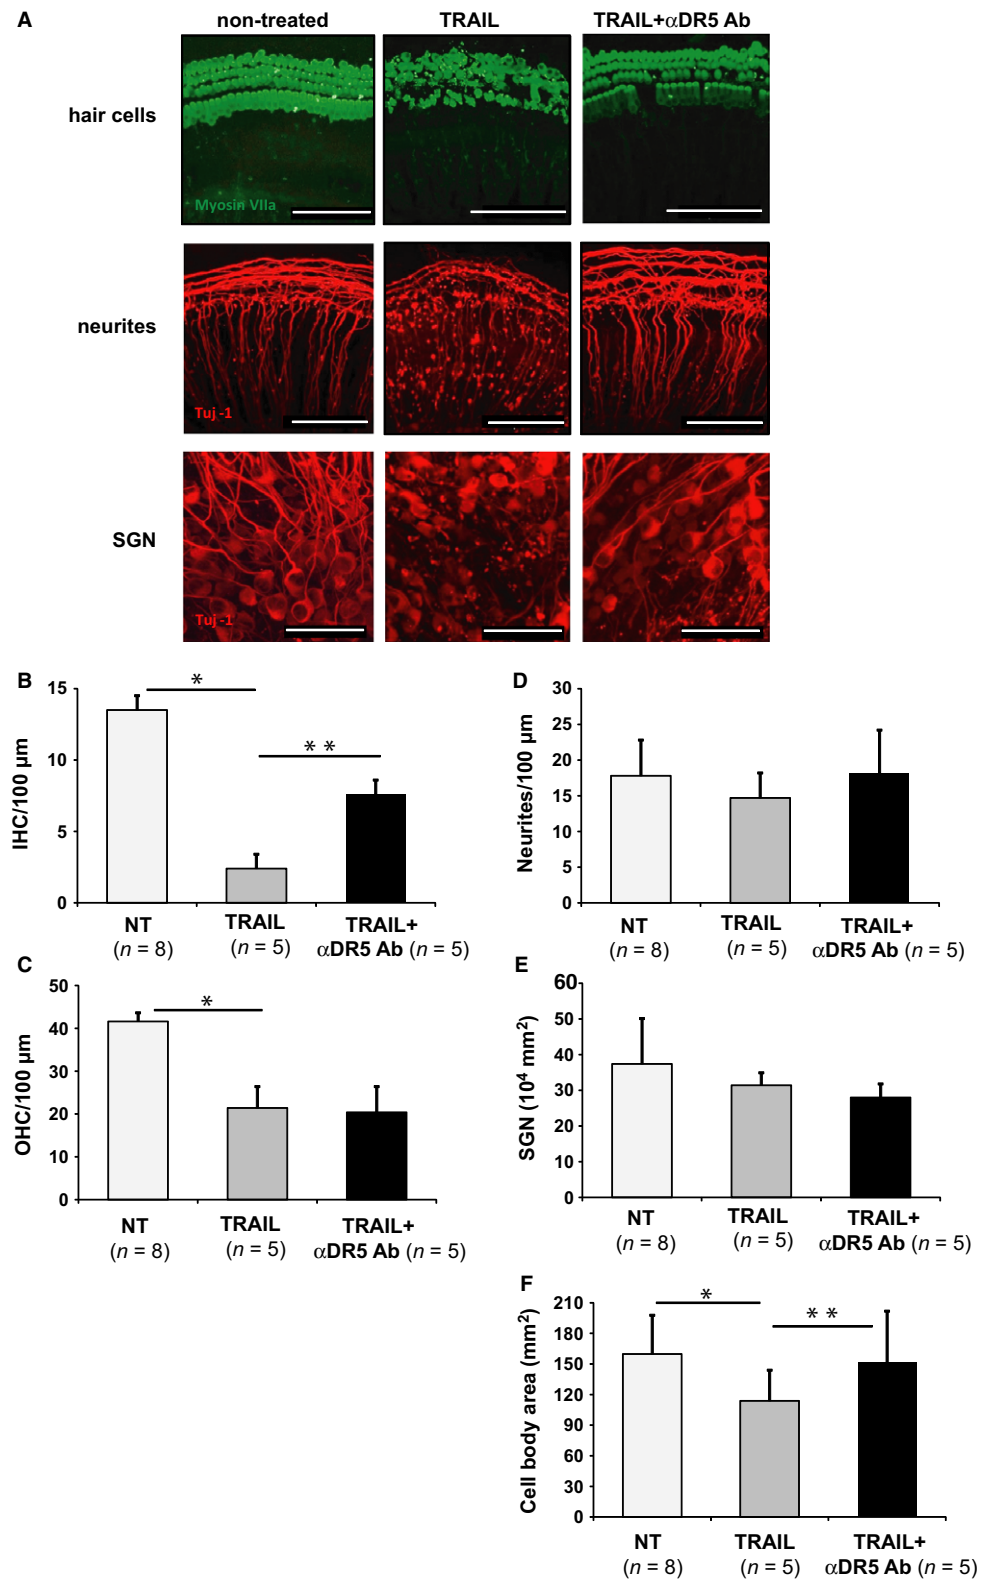 A
non-treated TRAIL TRAIL+αDR5 Ab
hair cells
Myosin VIIa
neurites
Tuj -1
SGN
Tuj -1
B
IHC/100 µm
15
10
5
0
*
* *
NT TRAIL TRAIL+
(n = 8) (n = 5) αDR5 Ab (n = 5)
D
Neurites/100 µm
30
25
20
15
10
5
0
NT TRAIL TRAIL+
(n = 8) (n = 5) αDR5 Ab (n = 5)
C
OHC/100 µm
50
40
30
20
10
0
*
NT TRAIL TRAIL+
(n = 8) (n = 5) αDR5 Ab (n = 5)
E
SGN (10⁴ mm²)
60
50
40
30
20
10
0
NT TRAIL TRAIL+
(n = 8) (n = 5) αDR5 Ab (n = 5)
F
Cell body area (mm²)
210
180
150
120
90
60
30
0
*
* *
NT TRAIL TRAIL+
(n = 8) (n = 5) αDR5 Ab (n = 5)